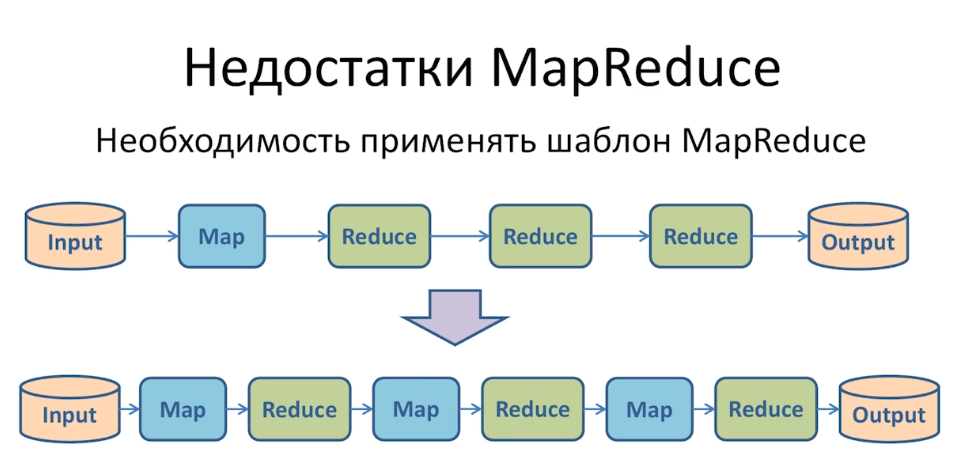 Недостатки MapReduce
Необходимость применять шаблон MapReduce
Input Map Reduce Reduce Reduce Output
Input Map Reduce Map Reduce Map Reduce Output